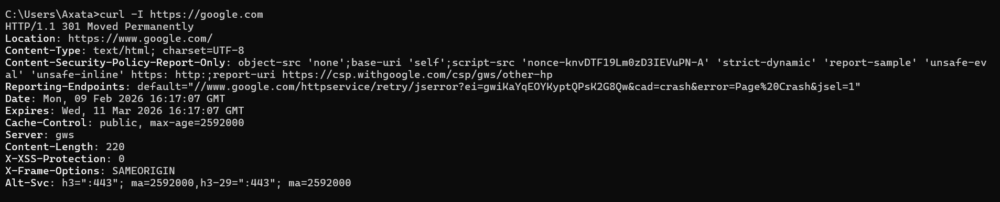 C:\Users\Axata>curl -I https://google.com
HTTP/1.1 301 Moved Permanently
Location: https://www.google.com/
Content-Type: text/html; charset=UTF-8
Content-Security-Policy-Report-Only: object-src 'none';base-uri 'self';script-src 'nonce-knvDTF19Lm0zD3IEVuPN-A' 'strict-dynamic' 'report-sample' 'unsafe-ev
al' 'unsafe-inline' https: http:;report-uri https://csp.withgoogle.com/csp/gws/other-hp
Reporting-Endpoints: default="//www.google.com/httpservice/retry/jserror?ei=gwiKaYqEOYKyptQPsK2G8Qw&cad=crash&error=Page%20Crash&jsel=1"
Date: Mon, 09 Feb 2026 16:17:07 GMT
Expires: Wed, 11 Mar 2026 16:17:07 GMT
Cache-Control: public, max-age=2592000
Server: gws
Content-Length: 220
X-XSS-Protection: 0
X-Frame-Options: SAMEORIGIN
Alt-Svc: h3=":443"; ma=2592000,h3-29=":443"; ma=2592000